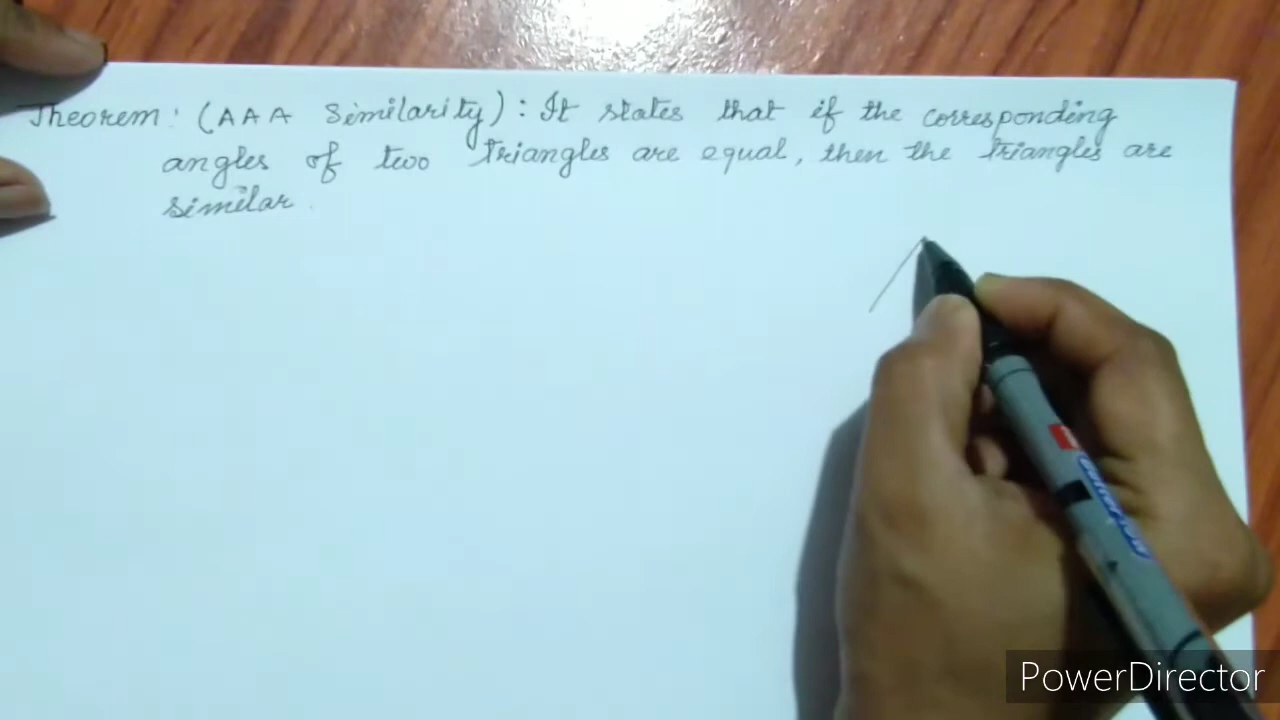 Theorem: (AAA Similarity): It states that if the corresponding
angles of two triangles are equal, then the triangles are
similar.
PowerDirector